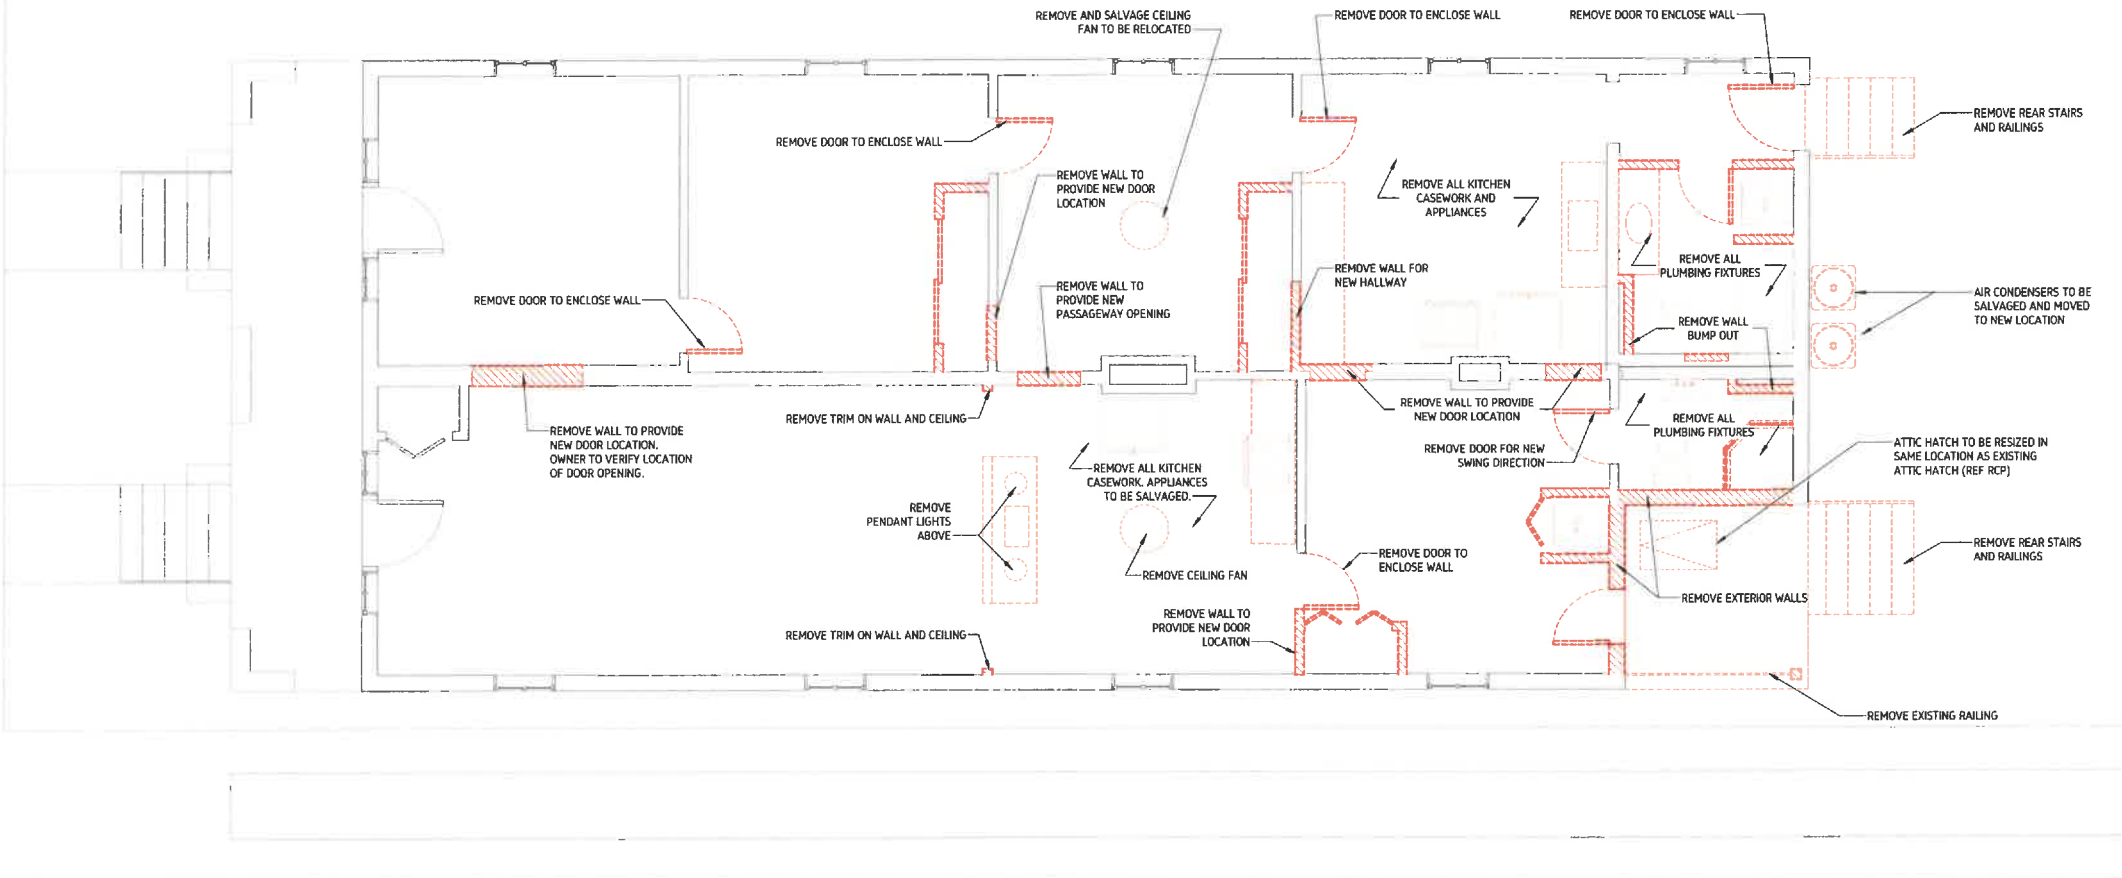 REMOVE AND SALVAGE CEILING
FAN TO BE RELOCATED
REMOVE DOOR TO ENCLOSE WALL
REMOVE DOOR TO ENCLOSE WALL
REMOVE REAR STAIRS
AND RAILINGS
REMOVE DOOR TO ENCLOSE WALL
REMOVE WALL TO
PROVIDE NEW DOOR
LOCATION
REMOVE ALL KITCHEN
CASEWORK AND
APPLIANCES
REMOVE ALL
PLUMBING FIXTURES
REMOVE WALL FOR
NEW HALLWAY
REMOVE DOOR TO ENCLOSE WALL
REMOVE WALL TO
PROVIDE NEW
PASSAGEWAY OPENING
AIR CONDENSERS TO BE
SALVAGED AND MOVED
TO NEW LOCATION
REMOVE WALL
BUMP OUT
REMOVE TRIM ON WALL AND CEILING
REMOVE WALL TO PROVIDE
NEW DOOR LOCATION
REMOVE ALL
PLUMBING FIXTURES
REMOVE WALL TO PROVIDE
NEW DOOR LOCATION.
OWNER TO VERIFY LOCATION
OF DOOR OPENING.
REMOVE DOOR FOR NEW
SWING DIRECTION
ATTIC HATCH TO BE RESIZED IN
SAME LOCATION AS EXISTING
ATTIC HATCH (REF RCP)
REMOVE ALL KITCHEN
CASEWORK. APPLIANCES
TO BE SALVAGED.
REMOVE
PENDANT LIGHTS
ABOVE
REMOVE REAR STAIRS
AND RAILINGS
REMOVE DOOR TO
ENCLOSE WALL
REMOVE CEILING FAN
REMOVE EXTERIOR WALLS
REMOVE WALL TO
PROVIDE NEW DOOR
LOCATION
REMOVE TRIM ON WALL AND CEILING
REMOVE EXISTING RAILING